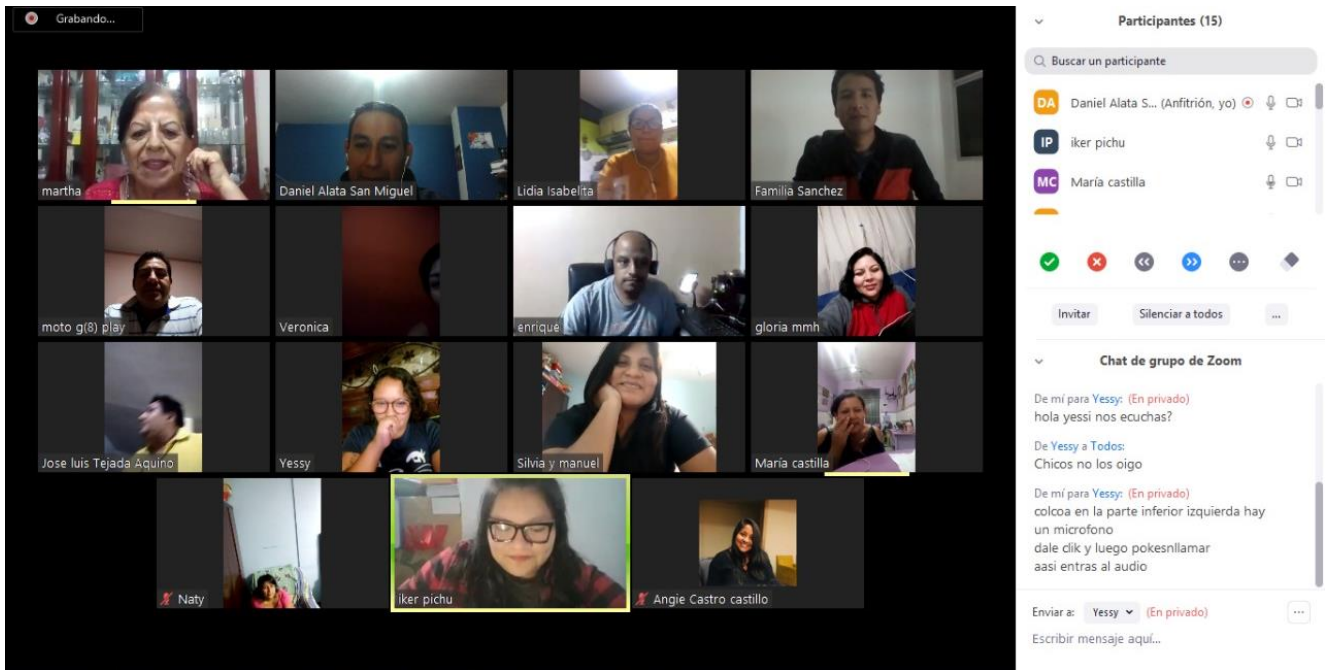 Grabando...
martha
Daniel Alata San Miguel
Lidia Isabelita
Familia Sanchez
moto g(8) play
Veronica
enrique
gloria mmh
Jose luis Tejada Aquino
Yessy
Silvia y manuel
María castilla
Naty
iker pichu
Angie Castro castillo
Participantes (15)
Buscar un participante
DA Daniel Alata S... (Anfitrión, yo)
IP iker pichu
MC María castilla
Invitar Silenciar a todos ...
Chat de grupo de Zoom
De mí para Yessy: (En privado)
hola yessi nos ecuchas?
De Yessy a Todos:
Chicos no los oigo
De mí para Yessy: (En privado)
colcoa en la parte inferior izquierda hay
un microfono
dale clik y luego pokesnllamar
aasi entras al audio
Enviar a: Yessy (En privado) ...
Escribir mensaje aquí...